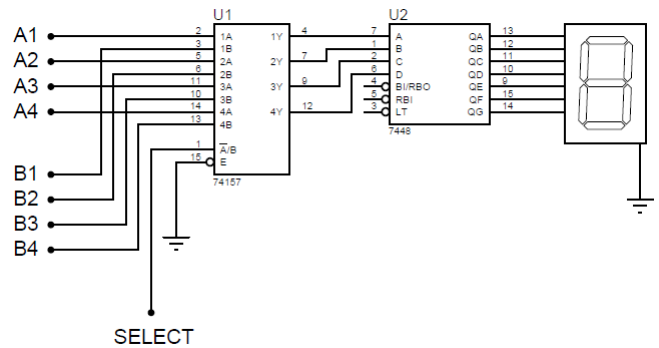 U1
U2
A1 2 1A 1Y 4 7 A QA 13
3 1B 1 B QB 12
A2 5 2A 2Y 7 2 C QC 11
6 2B 6 D QD 10
A3 11 3A 3Y 9 4 BI/RBO QE 9
10 3B 5 RBI QF 15
A4 14 4A 4Y 12 3 LT QG 14
13 4B
7448
1 A/B
B1 15 E
74157
B2
B3
B4
SELECT